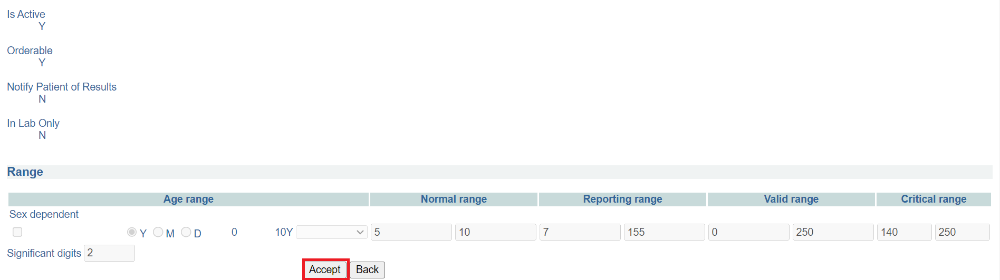 Is Active
Y
Orderable
Y
Notify Patient of Results
N
In Lab Only
N
Range
Age range Normal range Reporting range Valid range Critical range
Sex dependent
Y M D 0 10Y 5 10 7 155 0 250 140 250
Significant digits 2
Accept Back